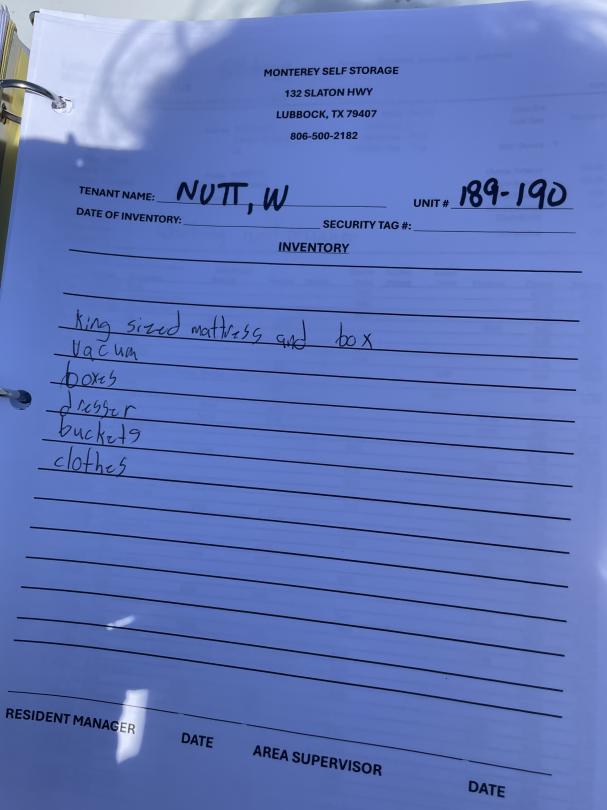 MONTEREY SELF STORAGE
132 SLATON HWY
LUBBOCK, TX 79407
806-500-2182
TENANT NAME: NUTT, W UNIT # 189-190
DATE OF INVENTORY: SECURITY TAG #:
INVENTORY
King sized mattress and box
Vacum
boxes
dresser
buckets
clothes
RESIDENT MANAGER DATE AREA SUPERVISOR DATE